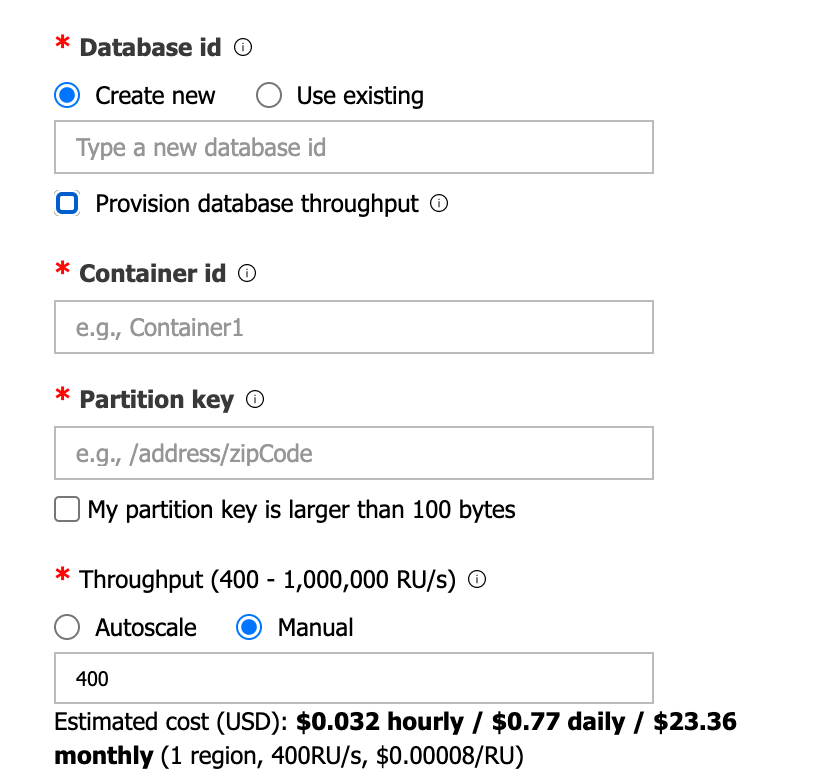 * Database id
Create new Use existing
Type a new database id
Provision database throughput
* Container id
e.g., Container1
* Partition key
e.g., /address/zipCode
My partition key is larger than 100 bytes
* Throughput (400 - 1,000,000 RU/s)
Autoscale Manual
400
Estimated cost (USD): $0.032 hourly / $0.77 daily / $23.36
monthly (1 region, 400RU/s, $0.00008/RU)